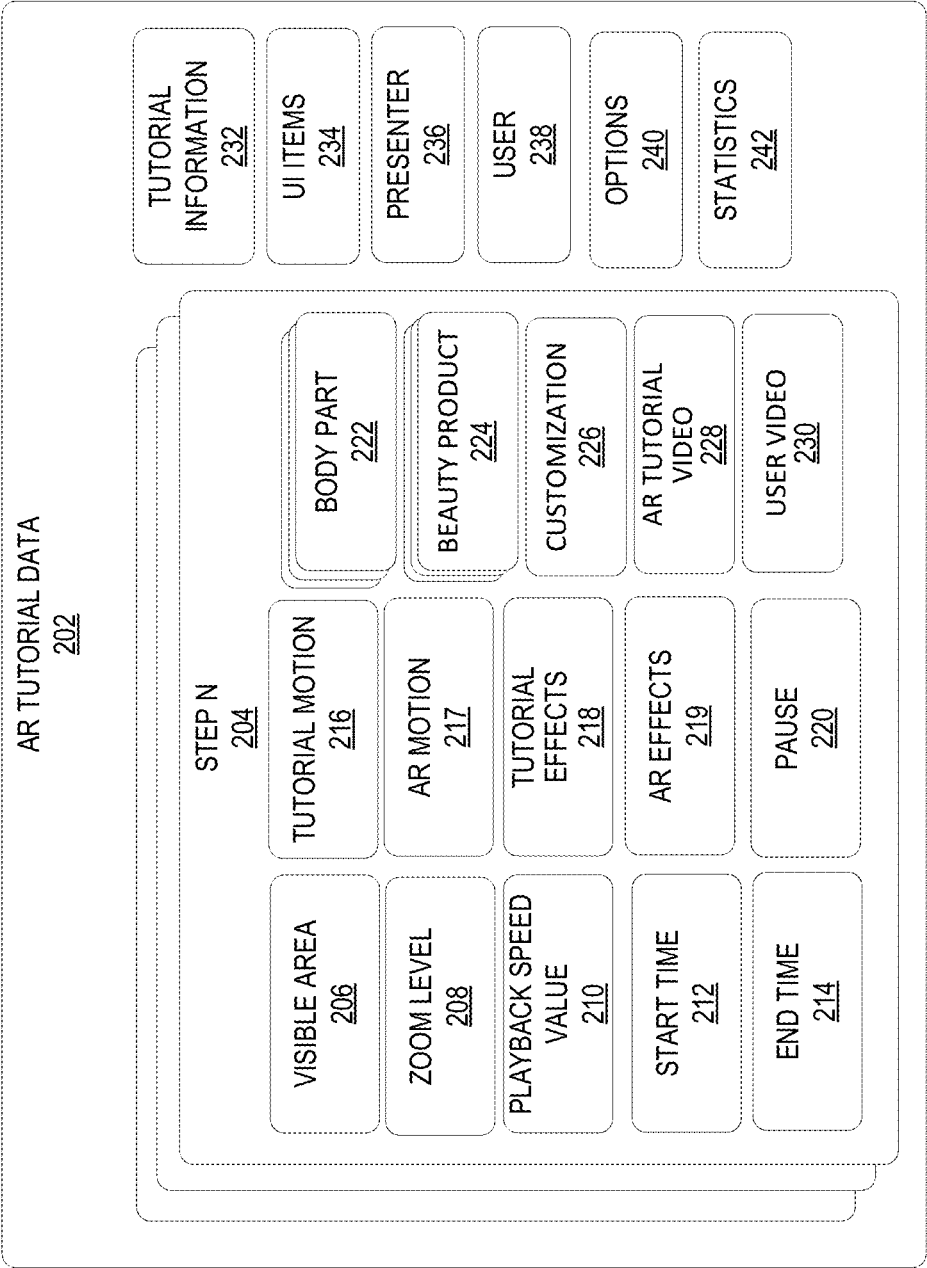 AR TUTORIAL DATA
202
STEP N
204
VISIBLE AREA
206
ZOOM LEVEL
208
PLAYBACK SPEED
VALUE
210
START TIME
212
END TIME
214
TUTORIAL MOTION
216
AR MOTION
217
TUTORIAL
EFFECTS
218
AR EFFECTS
219
PAUSE
220
BODY PART
222
BEAUTY PRODUCT
224
CUSTOMIZATION
226
AR TUTORIAL
VIDEO
228
USER VIDEO
230
TUTORIAL
INFORMATION
232
UI ITEMS
234
PRESENTER
236
USER
238
OPTIONS
240
STATISTICS
242